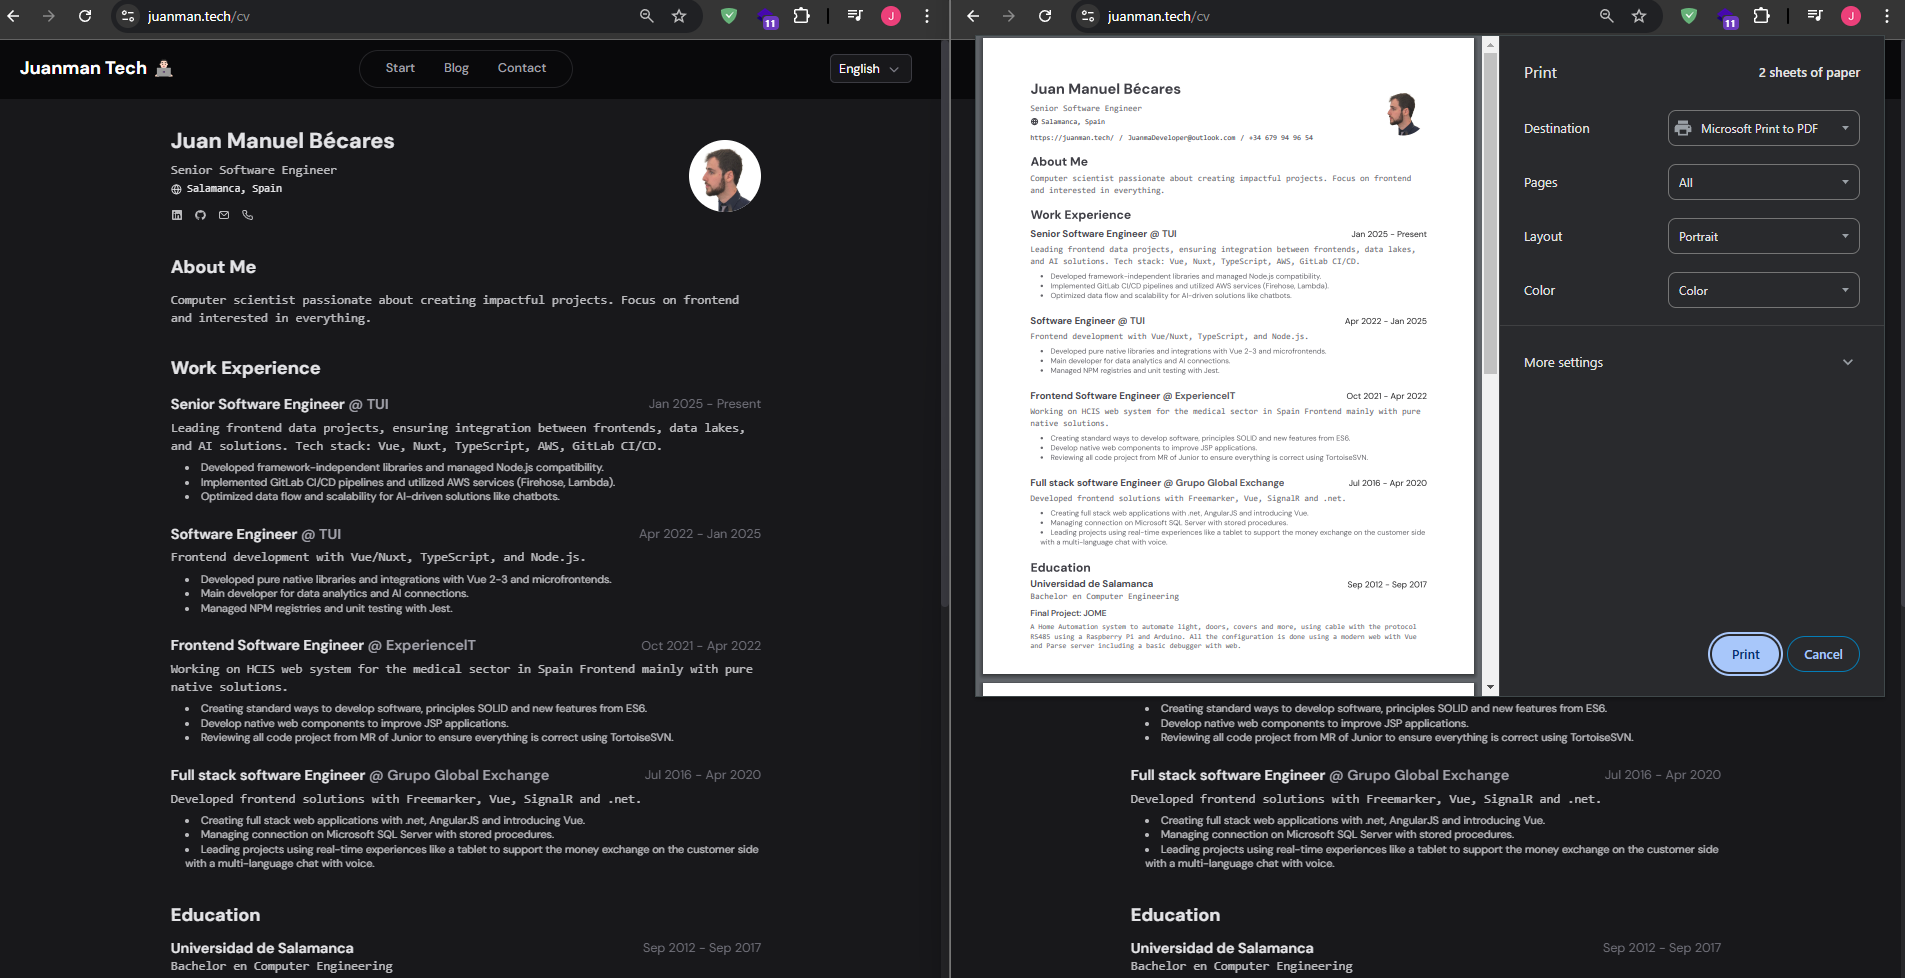 juanman.tech/cv
11
J
Juanman Tech
Start
Blog
Contact
English
Juan Manuel Bécares
Senior Software Engineer
Salamanca, Spain
About Me
Computer scientist passionate about creating impactful projects. Focus on frontend
and interested in everything.
Work Experience
Senior Software Engineer @ TUI
Jan 2025 - Present
Leading frontend data projects, ensuring integration between frontends, data lakes,
and AI solutions. Tech stack: Vue, Nuxt, TypeScript, AWS, GitLab CI/CD.
• Developed framework-independent libraries and managed Node.js compatibility.
• Implemented GitLab CI/CD pipelines and utilized AWS services (Firehose, Lambda).
• Optimized data flow and scalability for AI-driven solutions like chatbots.
Software Engineer @ TUI
Apr 2022 - Jan 2025
Frontend development with Vue/Nuxt, TypeScript, and Node.js.
• Developed pure native libraries and integrations with Vue 2-3 and microfrontends.
• Main developer for data analytics and AI connections.
• Managed NPM registries and unit testing with Jest.
Frontend Software Engineer @ ExperienceIT
Oct 2021 - Apr 2022
Working on HCIS web system for the medical sector in Spain Frontend mainly with pure
native solutions.
• Creating standard ways to develop software, principles SOLID and new features from ES6.
• Develop native web components to improve JSP applications.
• Reviewing all code project from MR of Junior to ensure everything is correct using TortoiseSVN.
Full stack software Engineer @ Grupo Global Exchange
Jul 2016 - Apr 2020
Developed frontend solutions with Freemarker, Vue, SignalR and .net.
• Creating full stack web applications with .net, AngularJS and introducing Vue.
• Managing connection on Microsoft SQL Server with stored procedures.
• Leading projects using real-time experiences like a tablet to support the money exchange on the customer side
with a multi-language chat with voice.
Education
Universidad de Salamanca
Sep 2012 - Sep 2017
Bachelor en Computer Engineering
juanman.tech/cv
11
J
Juan Manuel Bécares
Senior Software Engineer
Salamanca, Spain
https://juanman.tech/ / JuanmaDeveloper@outlook.com / +34 679 94 96 54
About Me
Computer scientist passionate about creating impactful projects. Focus on frontend
and interested in everything.
Work Experience
Senior Software Engineer @ TUI
Jan 2025 - Present
Leading frontend data projects, ensuring integration between frontends, data lakes,
and AI solutions. Tech stack: Vue, Nuxt, TypeScript, AWS, GitLab CI/CD.
• Developed framework-independent libraries and managed Node.js compatibility.
• Implemented GitLab CI/CD pipelines and utilized AWS services (Firehose, Lambda).
• Optimized data flow and scalability for AI-driven solutions like chatbots.
Software Engineer @ TUI
Apr 2022 - Jan 2025
Frontend development with Vue/Nuxt, TypeScript, and Node.js.
• Developed pure native libraries and integrations with Vue 2-3 and microfrontends.
• Main developer for data analytics and AI connections.
• Managed NPM registries and unit testing with Jest.
Frontend Software Engineer @ ExperienceIT
Oct 2021 - Apr 2022
Working on HCIS web system for the medical sector in Spain Frontend mainly with pure
native solutions.
• Creating standard ways to develop software, principles SOLID and new features from ES6.
• Develop native web components to improve JSP applications.
• Reviewing all code project from MR of Junior to ensure everything is correct using TortoiseSVN.
Full stack software Engineer @ Grupo Global Exchange
Jul 2016 - Apr 2020
Developed frontend solutions with Freemarker, Vue, SignalR and .net.
• Creating full stack web applications with .net, AngularJS and introducing Vue.
• Managing connection on Microsoft SQL Server with stored procedures.
• Leading projects using real-time experiences like a tablet to support the money exchange on the customer side
with a multi-language chat with voice.
Education
Universidad de Salamanca
Sep 2012 - Sep 2017
Bachelor en Computer Engineering
Final Project: JOME
A Home Automation system to automate light, doors, covers and more, using cable with the protocol
RS485 using a Raspberry Pi and Arduino. All the configuration is done using a modern web with Vue
and Parse server including a basic debugger with web.
Print
2 sheets of paper
Destination
Microsoft Print to PDF
Pages
All
Layout
Portrait
Color
Color
More settings
Print
Cancel
• Creating standard ways to develop software, principles SOLID and new features from ES6.
• Develop native web components to improve JSP applications.
• Reviewing all code project from MR of Junior to ensure everything is correct using TortoiseSVN.
Full stack software Engineer @ Grupo Global Exchange
Jul 2016 - Apr 2020
Developed frontend solutions with Freemarker, Vue, SignalR and .net.
• Creating full stack web applications with .net, AngularJS and introducing Vue.
• Managing connection on Microsoft SQL Server with stored procedures.
• Leading projects using real-time experiences like a tablet to support the money exchange on the customer side
with a multi-language chat with voice.
Education
Universidad de Salamanca
Sep 2012 - Sep 2017
Bachelor en Computer Engineering